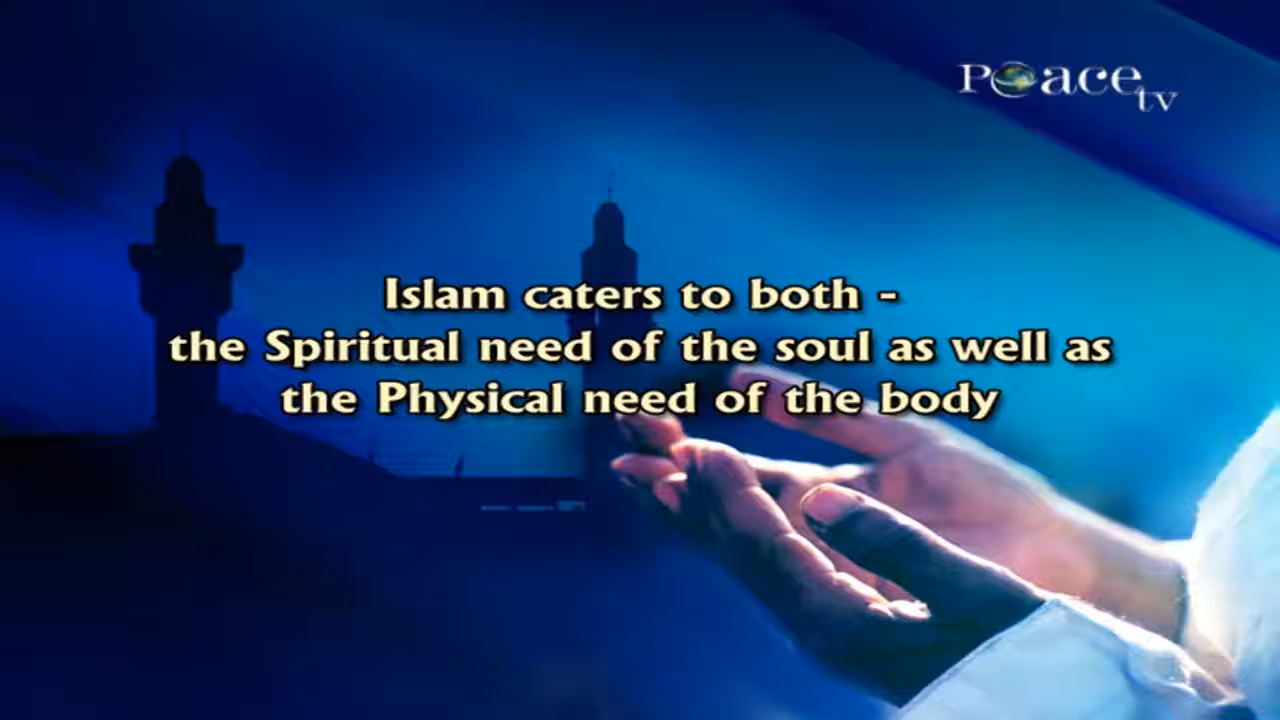 Peace tv
Islam caters to both -
the Spiritual need of the soul as well as
the Physical need of the body